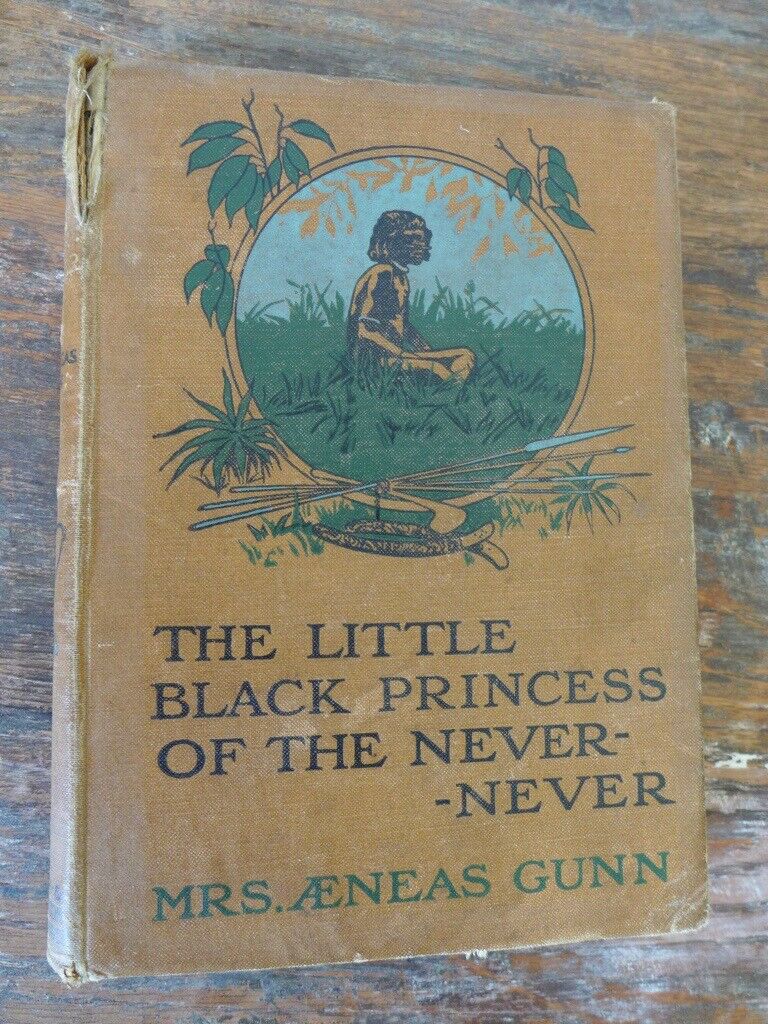 THE LITTLE
BLACK PRINCESS
OF THE NEVER-
-NEVER
MRS. ÆNEAS GUNN